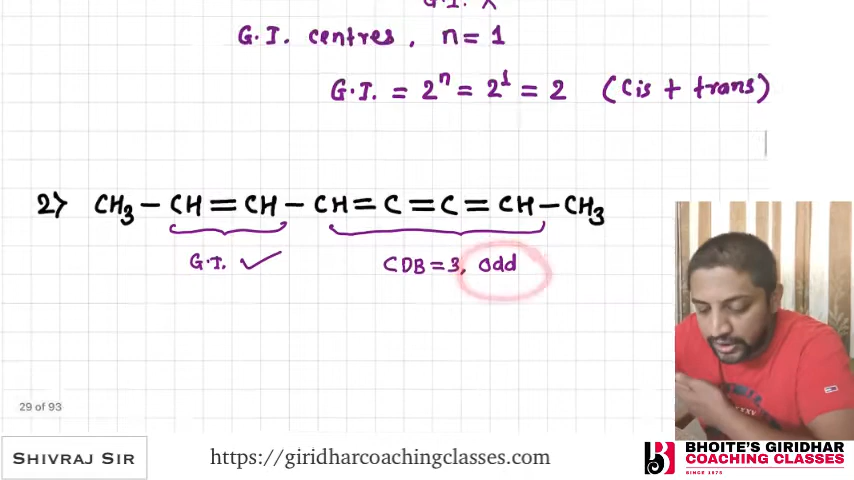 G.I. X
G.I. centres, n = 1
G.I. = 2ⁿ = 2¹ = 2 (Cis + trans)
2> CH₃ – CH = CH – CH = C = C = CH – CH₃
G.I. ✓ CDB = 3, odd
29 of 93
SHIVRAJ SIR
https://giridharcoachingclasses.com
BHOITE'S GIRIDHAR
COACHING CLASSES
SINCE 1975